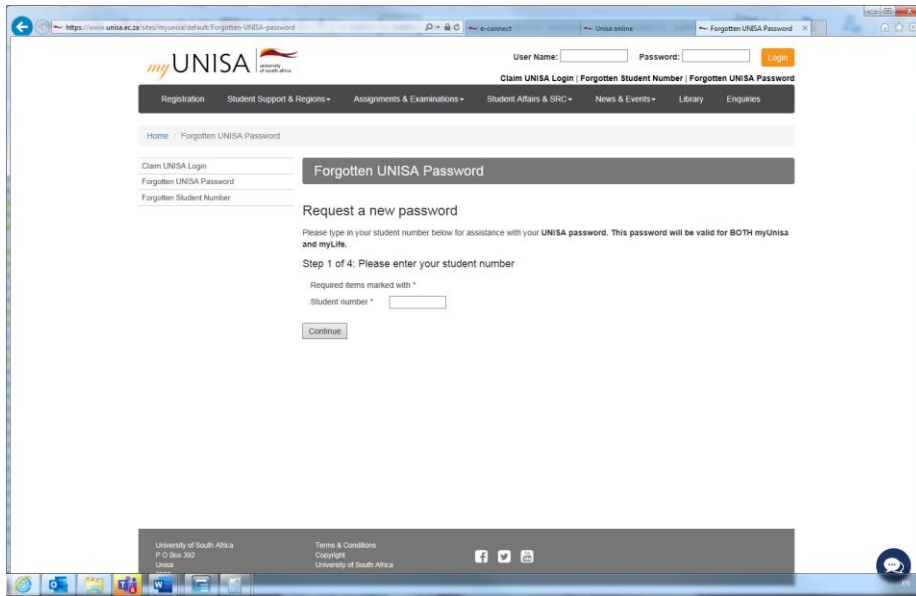 https://www.unisa.ac.za/sites/myunisa/default/Forgotten-UNISA-password
e-connect
Unisa online
Forgotten UNISA Password
my UNISA
university
of south africa
User Name:
Password:
Login
Claim UNISA Login | Forgotten Student Number | Forgotten UNISA Password
Registration
Student Support & Regions
Assignments & Examinations
Student Affairs & SRC
News & Events
Library
Enquiries
Home / Forgotten UNISA Password
Claim UNISA Login
Forgotten UNISA Password
Forgotten Student Number
Forgotten UNISA Password
Request a new password
Please type in your student number below for assistance with your UNISA password. This password will be valid for BOTH myUnisa
and myLife.
Step 1 of 4: Please enter your student number
Required items marked with *
Student number *
Continue
University of South Africa
P O Box 392
Unisa
Terms & Conditions
Copyright
University of South Africa
EN